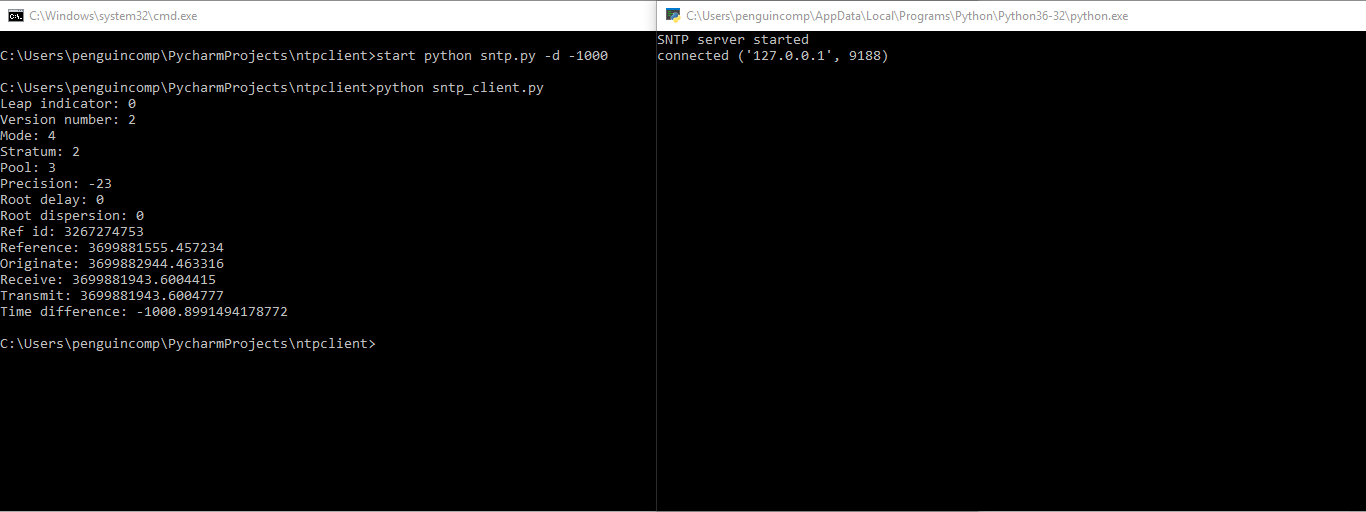 C:\Windows\system32\cmd.exe
C:\Users\penguincomp\PycharmProjects\ntpclient>start python sntp.py -d -1000
C:\Users\penguincomp\PycharmProjects\ntpclient>python sntp_client.py
Leap indicator: 0
Version number: 2
Mode: 4
Stratum: 2
Pool: 3
Precision: -23
Root delay: 0
Root dispersion: 0
Ref id: 3267274753
Reference: 3699881555.457234
Originate: 3699882944.463316
Receive: 3699881943.6004415
Transmit: 3699881943.6004777
Time difference: -1000.8991494178772
C:\Users\penguincomp\PycharmProjects\ntpclient>
C:\Users\penguincomp\AppData\Local\Programs\Python\Python36-32\python.exe
SNTP server started
connected ('127.0.0.1', 9188)